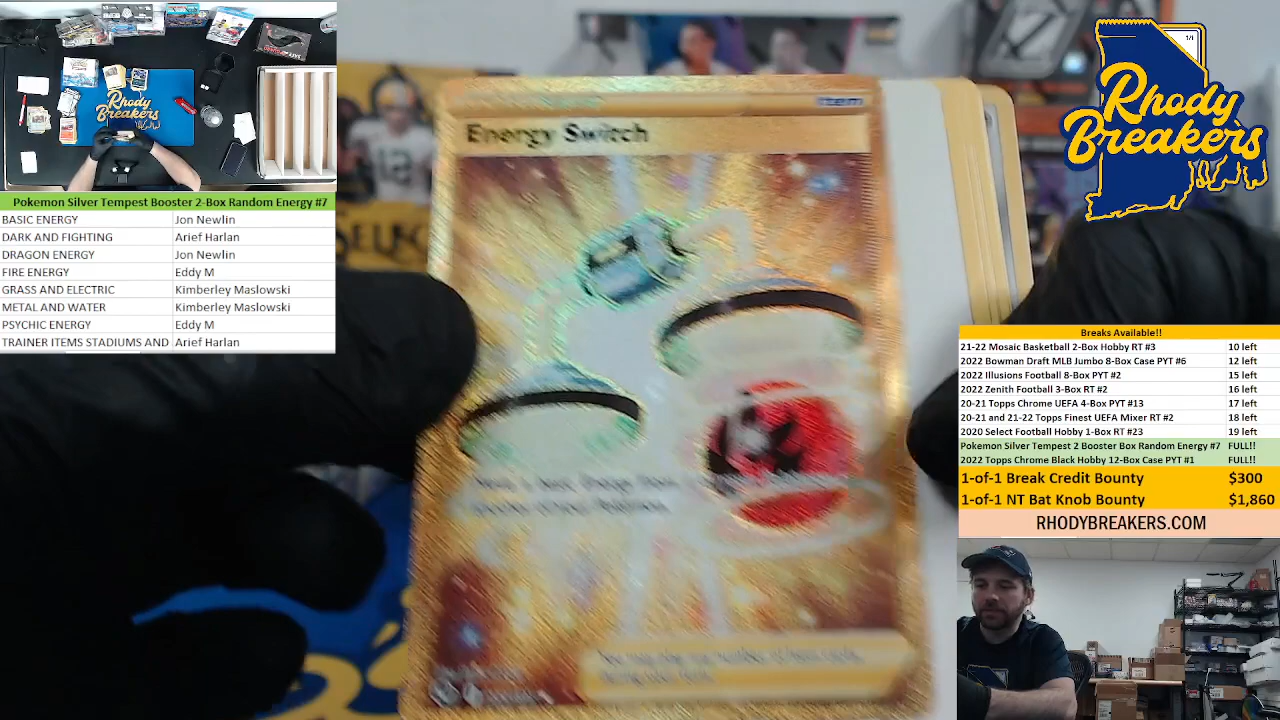 Rhody
Breakers
Pokemon Silver Tempest Booster 2-Box Random Energy #7
BASIC ENERGY Jon Newlin
DARK AND FIGHTING Arief Harlan
DRAGON ENERGY Jon Newlin
FIRE ENERGY Eddy M
GRASS AND ELECTRIC Kimberley Maslowski
METAL AND WATER Kimberley Maslowski
PSYCHIC ENERGY Eddy M
TRAINER ITEMS STADIUMS AND Arief Harlan
Item
Energy Switch
12
1/1
Rhody
Breakers
Breaks Available!!
21-22 Mosaic Basketball 2-Box Hobby RT #3 10 left
2022 Bowman Draft MLB Jumbo 8-Box Case PYT #6 12 left
2022 Illusions Football 8-Box PYT #2 15 left
2022 Zenith Football 3-Box RT #2 16 left
20-21 Topps Chrome UEFA 4-Box PYT #13 17 left
20-21 and 21-22 Topps Finest UEFA Mixer RT #2 18 left
2020 Select Football Hobby 1-Box RT #23 19 left
Pokemon Silver Tempest 2 Booster Box Random Energy #7 FULL!!
2022 Topps Chrome Black Hobby 12-Box Case PYT #1 FULL!!
1-of-1 Break Credit Bounty $300
1-of-1 NT Bat Knob Bounty $1,860
RHODYBREAKERS.COM